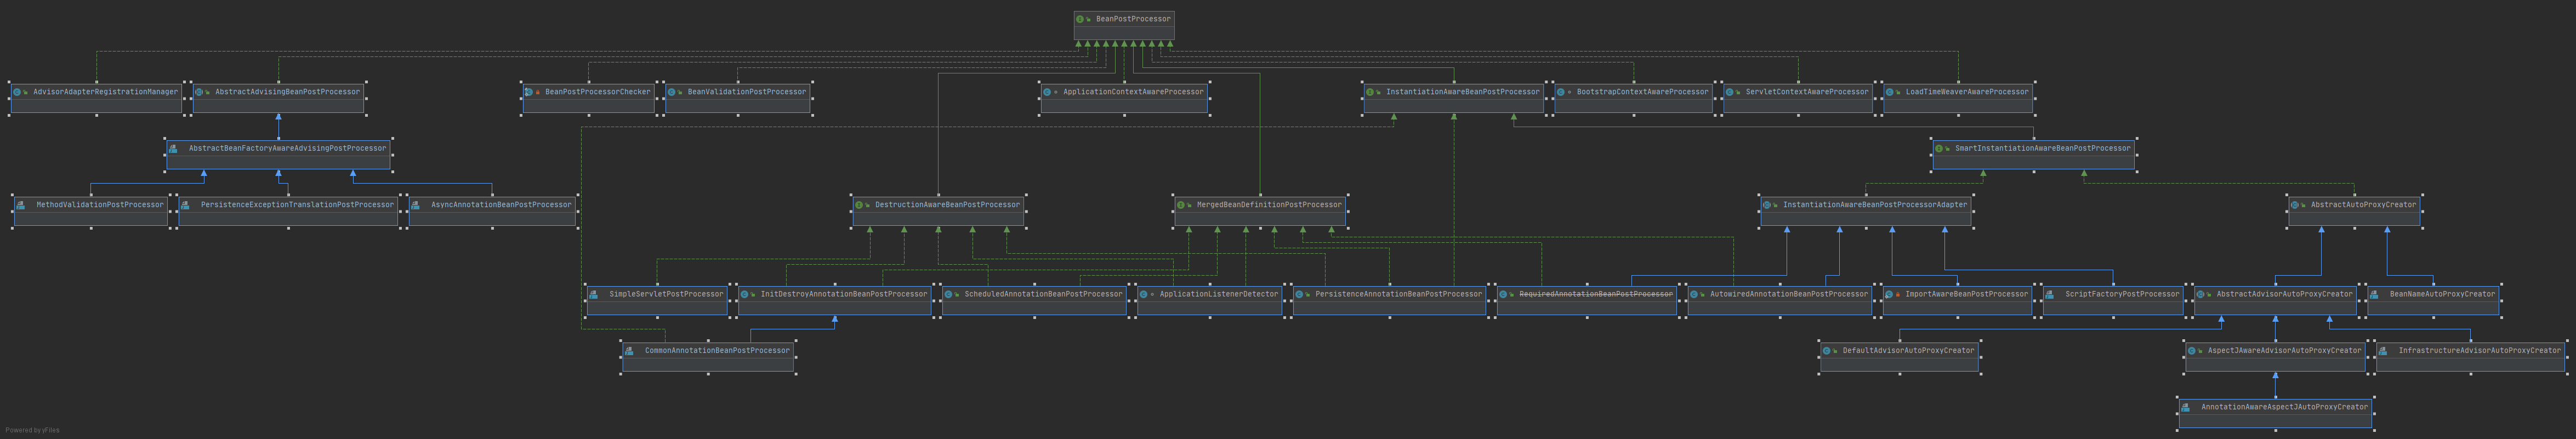 BeanPostProcessor
AdvisorAdapterRegistrationManager
AbstractAdvisingBeanPostProcessor
BeanPostProcessorChecker
BeanValidationPostProcessor
ApplicationContextAwareProcessor
InstantiationAwareBeanPostProcessor
BootstrapContextAwareProcessor
ServletContextAwareProcessor
LoadTimeWeaverAwareProcessor
AbstractBeanFactoryAwareAdvisingPostProcessor
SmartInstantiationAwareBeanPostProcessor
MethodValidationPostProcessor
PersistenceExceptionTranslationPostProcessor
AsyncAnnotationBeanPostProcessor
DestructionAwareBeanPostProcessor
MergedBeanDefinitionPostProcessor
InstantiationAwareBeanPostProcessorAdapter
AbstractAutoProxyCreator
SimpleServletPostProcessor
InitDestroyAnnotationBeanPostProcessor
ScheduledAnnotationBeanPostProcessor
ApplicationListenerDetector
PersistenceAnnotationBeanPostProcessor
RequiredAnnotationBeanPostProcessor
AutowiredAnnotationBeanPostProcessor
ImportAwareBeanPostProcessor
ScriptFactoryPostProcessor
AbstractAdvisorAutoProxyCreator
BeanNameAutoProxyCreator
CommonAnnotationBeanPostProcessor
DefaultAdvisorAutoProxyCreator
AspectJAwareAdvisorAutoProxyCreator
InfrastructureAdvisorAutoProxyCreator
AnnotationAwareAspectJAutoProxyCreator
Powered by yFiles